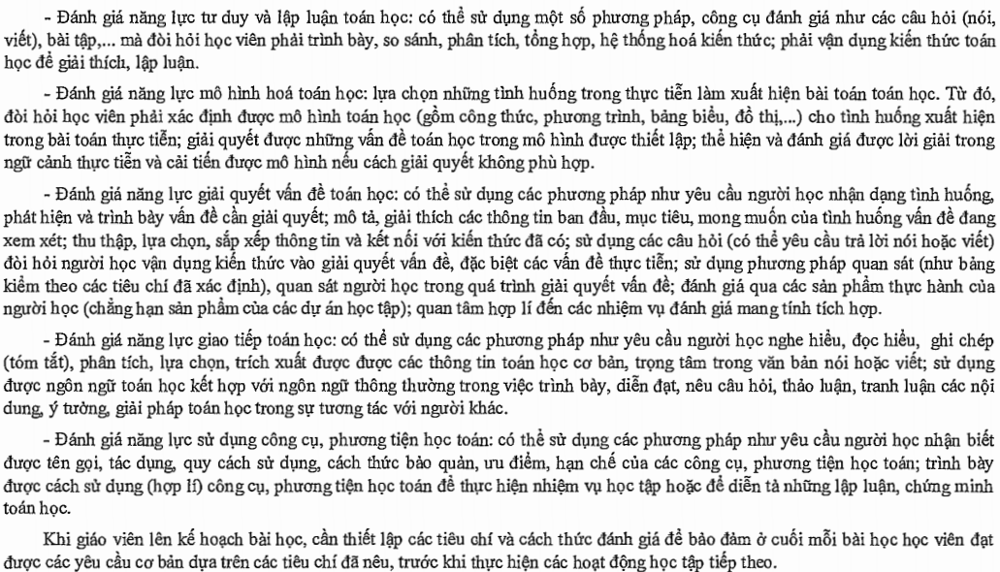 - Đánh giá năng lực tư duy và lập luận toán học: có thể sử dụng một số phương pháp, công cụ đánh giá như các câu hỏi (nói,
viết), bài tập,... mà đòi hỏi học viên phải trình bày, so sánh, phân tích, tổng hợp, hệ thống hoá kiến thức; phải vận dụng kiến thức toán
học để giải thích, lập luận.
- Đánh giá năng lực mô hình hoá toán học: lựa chọn những tình huống trong thực tiễn làm xuất hiện bài toán toán học. Từ đó,
đòi hỏi học viên phải xác định được mô hình toán học (gồm công thức, phương trình, bảng biểu, đồ thị,...) cho tình huống xuất hiện
trong bài toán thực tiễn; giải quyết được những vấn đề toán học trong mô hình được thiết lập; thể hiện và đánh giá được lời giải trong
ngữ cảnh thực tiễn và cải tiến được mô hình nếu cách giải quyết không phù hợp.
- Đánh giá năng lực giải quyết vấn đề toán học: có thể sử dụng các phương pháp như yêu cầu người học nhận dạng tình huống,
phát hiện và trình bày vấn đề cần giải quyết; mô tả, giải thích các thông tin ban đầu, mục tiêu, mong muốn của tình huống vấn đề đang
xem xét; thu thập, lựa chọn, sắp xếp thông tin và kết nối với kiến thức đã có; sử dụng các câu hỏi (có thể yêu cầu trả lời nói hoặc viết)
đòi hỏi người học vận dụng kiến thức vào giải quyết vấn đề, đặc biệt các vấn đề thực tiễn; sử dụng phương pháp quan sát (như bảng
kiểm theo các tiêu chí đã xác định), quan sát người học trong quá trình giải quyết vấn đề; đánh giá qua các sản phẩm thực hành của
người học (chẳng hạn sản phẩm của các dự án học tập); quan tâm hợp lí đến các nhiệm vụ đánh giá mang tính tích hợp.
- Đánh giá năng lực giao tiếp toán học: có thể sử dụng các phương pháp như yêu cầu người học nghe hiểu, đọc hiểu, ghi chép
(tóm tắt), phân tích, lựa chọn, trích xuất được được các thông tin toán học cơ bản, trọng tâm trong văn bản nói hoặc viết; sử dụng
được ngôn ngữ toán học kết hợp với ngôn ngữ thông thường trong việc trình bày, diễn đạt, nêu câu hỏi, thảo luận, tranh luận các nội
dung, ý tưởng, giải pháp toán học trong sự tương tác với người khác.
- Đánh giá năng lực sử dụng công cụ, phương tiện học toán: có thể sử dụng các phương pháp như yêu cầu người học nhận biết
được tên gọi, tác dụng, quy cách sử dụng, cách thức bảo quản, ưu điểm, hạn chế của các công cụ, phương tiện học toán; trình bày
được cách sử dụng (hợp lí) công cụ, phương tiện học toán để thực hiện nhiệm vụ học tập hoặc để diễn tả những lập luận, chứng minh
toán học.
Khi giáo viên lên kế hoạch bài học, cần thiết lập các tiêu chí và cách thức đánh giá để bảo đảm ở cuối mỗi bài học học viên đạt
được các yêu cầu cơ bản dựa trên các tiêu chí đã nêu, trước khi thực hiện các hoạt động học tập tiếp theo.